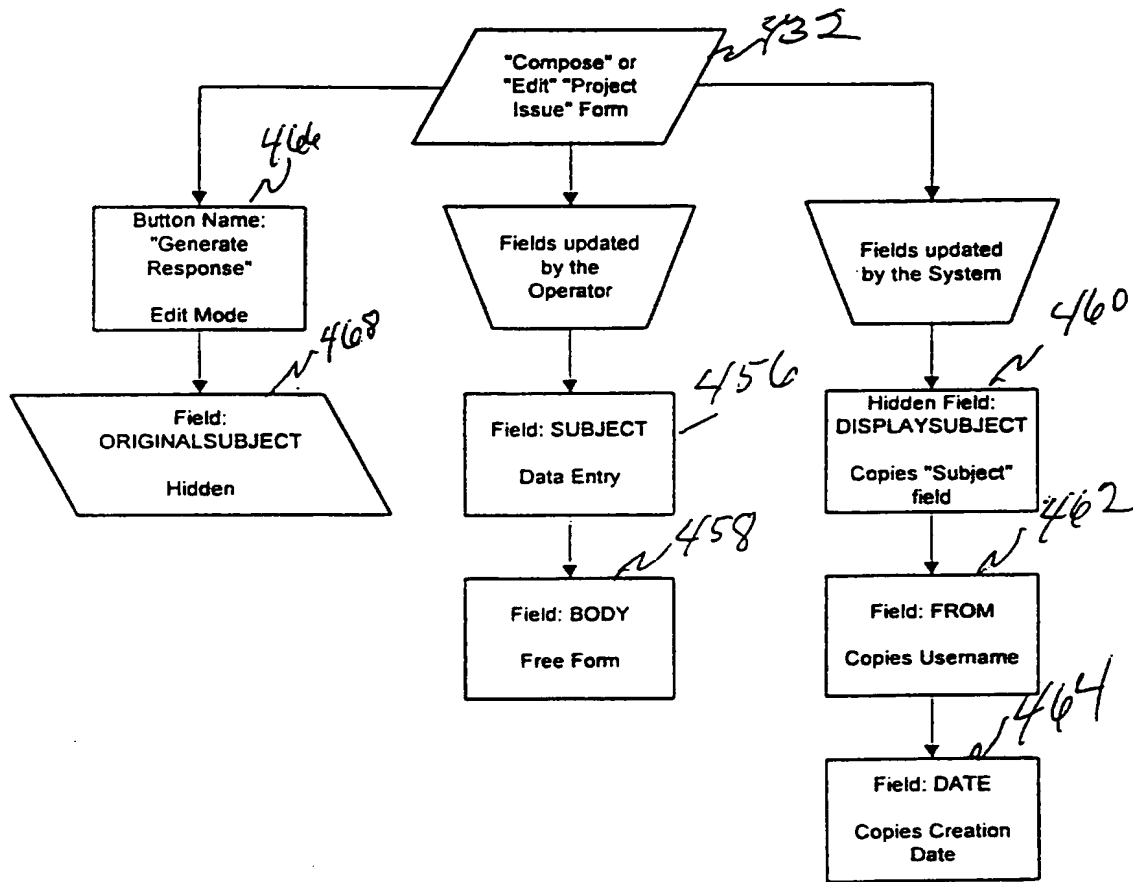 432
"Compose" or
"Edit" "Project
Issue" Form
466
Button Name:
"Generate
Response"
Edit Mode
Fields updated
by the
Operator
Fields updated
by the System
468
Field:
ORIGINALSUBJECT
Hidden
456
Field: SUBJECT
Data Entry
460
Hidden Field:
DISPLAYSUBJECT
Copies "Subject"
field
458
Field: BODY
Free Form
462
Field: FROM
Copies Username
464
Field: DATE
Copies Creation
Date